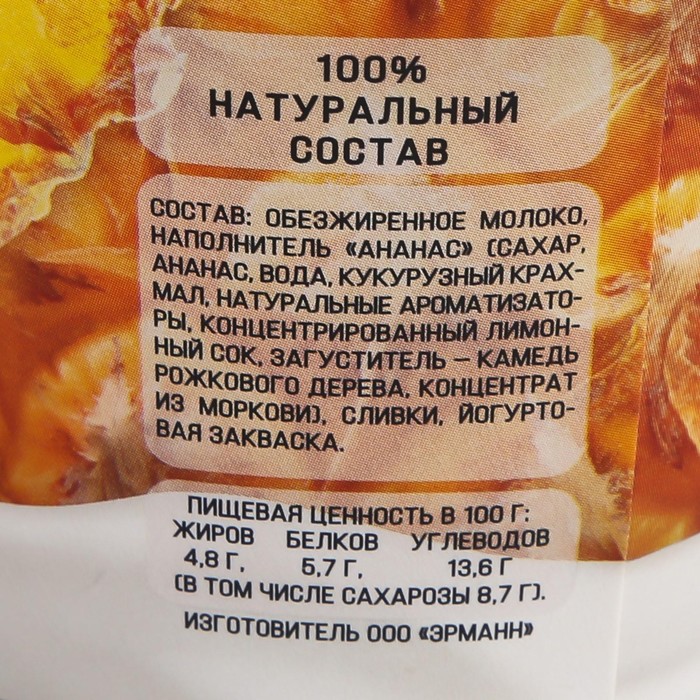 100%
НАТУРАЛЬНЫЙ
СОСТАВ
СОСТАВ: ОБЕЗЖИРЕННОЕ МОЛОКО,
НАПОЛНИТЕЛЬ «АНАНАС» (САХАР,
АНАНАС, ВОДА, КУКУРУЗНЫЙ КРАХ-
МАЛ, НАТУРАЛЬНЫЕ АРОМАТИЗАТО-
РЫ, КОНЦЕНТРИРОВАННЫЙ ЛИМОН-
НЫЙ СОК, ЗАГУСТИТЕЛЬ – КАМЕДЬ
РОЖКОВОГО ДЕРЕВА, КОНЦЕНТРАТ
ИЗ МОРКОВИ), СЛИВКИ, ЙОГУРТО-
ВАЯ ЗАКВАСКА.
ПИЩЕВАЯ ЦЕННОСТЬ В 100 Г:
ЖИРОВ БЕЛКОВ УГЛЕВОДОВ
4,8 Г, 5,7 Г, 13,6 Г
(В ТОМ ЧИСЛЕ САХАРОЗЫ 8,7 Г).
ИЗГОТОВИТЕЛЬ ООО «ЭРМАНН»